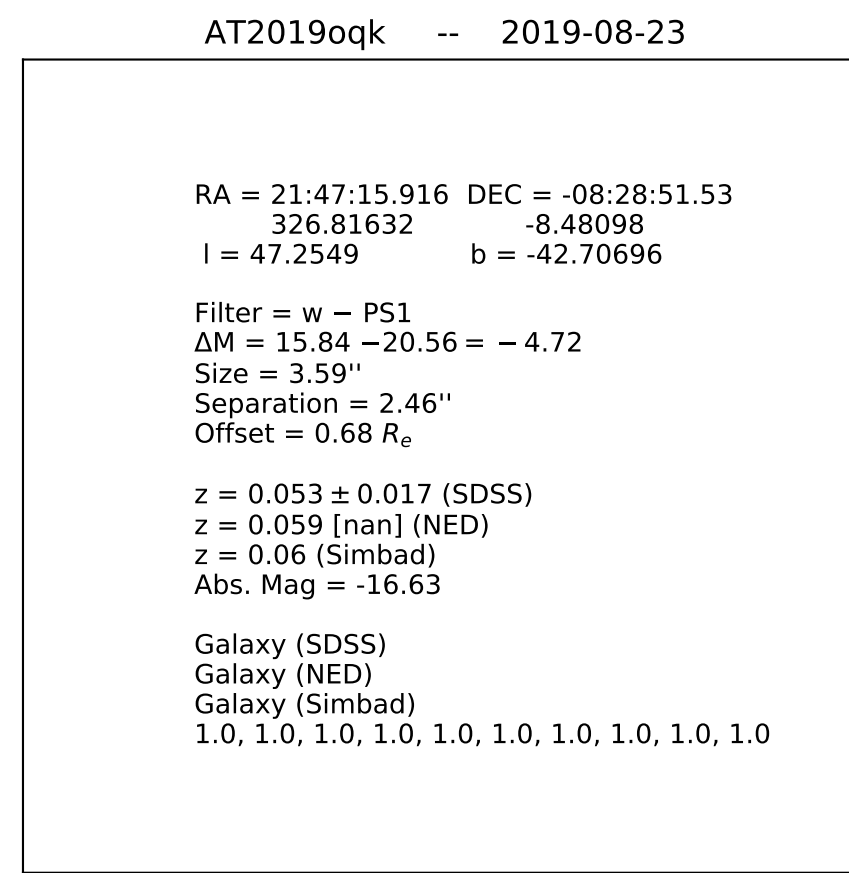 AT2019oqk -- 2019-08-23
RA = 21:47:15.916 DEC = -08:28:51.53
326.81632 -8.48098
l = 47.2549 b = -42.70696
Filter = w − PS1
ΔM = 15.84 −20.56 = − 4.72
Size = 3.59''
Separation = 2.46''
Offset = 0.68 Rₑ
z = 0.053 ± 0.017 (SDSS)
z = 0.059 [nan] (NED)
z = 0.06 (Simbad)
Abs. Mag = -16.63
Galaxy (SDSS)
Galaxy (NED)
Galaxy (Simbad)
1.0, 1.0, 1.0, 1.0, 1.0, 1.0, 1.0, 1.0, 1.0, 1.0